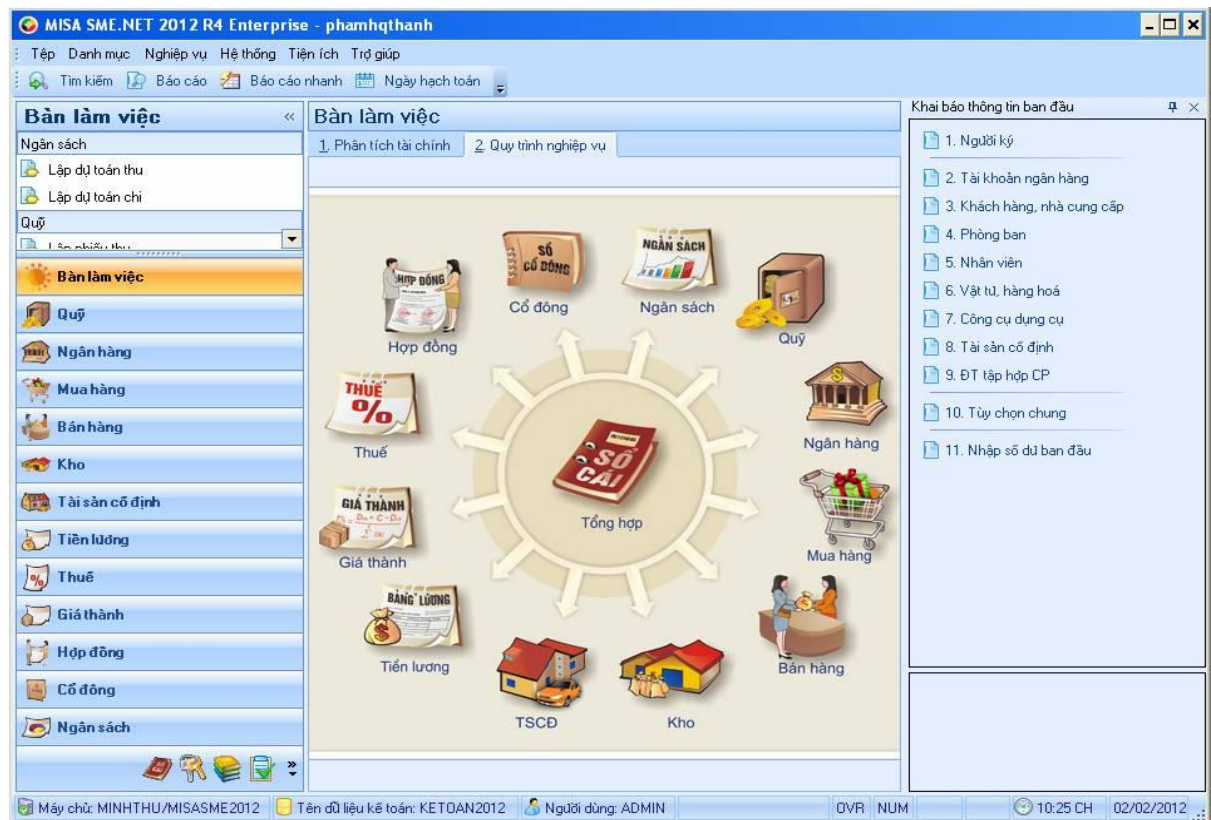 MISA SME.NET 2012 R4 Enterprise - phamhqthanh
Tệp Danh mục Nghiệp vụ Hệ thống Tiện ích Trợ giúp
Tìm kiếm Báo cáo Báo cáo nhanh Ngày hạch toán
Bàn làm việc
Ngân sách
Lập dự toán thu
Lập dự toán chi
Quỹ
Lập phiếu thu
Bàn làm việc
Quỹ
Ngân hàng
Mua hàng
Bán hàng
Kho
Tài sản cố định
Tiền lương
Thuế
Giá thành
Hợp đồng
Cổ đông
Ngân sách
Bàn làm việc
1. Phân tích tài chính 2. Quy trình nghiệp vụ
HỢP ĐỒNG
Hợp đồng
SỔ
CỔ ĐÔNG
Cổ đông
NGÂN SÁCH
Ngân sách
Quỹ
THUẾ
%
Thuế
Ngân hàng
SỔ
CÁI
Tổng hợp
GIÁ THÀNH
Giá thành
Mua hàng
BẢNG LƯƠNG
Tiền lương
TSCĐ
Kho
Bán hàng
Khai báo thông tin ban đầu
1. Người ký
2. Tài khoản ngân hàng
3. Khách hàng, nhà cung cấp
4. Phòng ban
5. Nhân viên
6. Vật tư, hàng hoá
7. Công cụ dụng cụ
8. Tài sản cố định
9. ĐT tập hợp CP
10. Tùy chọn chung
11. Nhập số dư ban đầu
Máy chủ: MINHTHU/MISASME2012 Tên dữ liệu kế toán: KETOAN2012 Người dùng: ADMIN OVR NUM 10:25 CH 02/02/2012